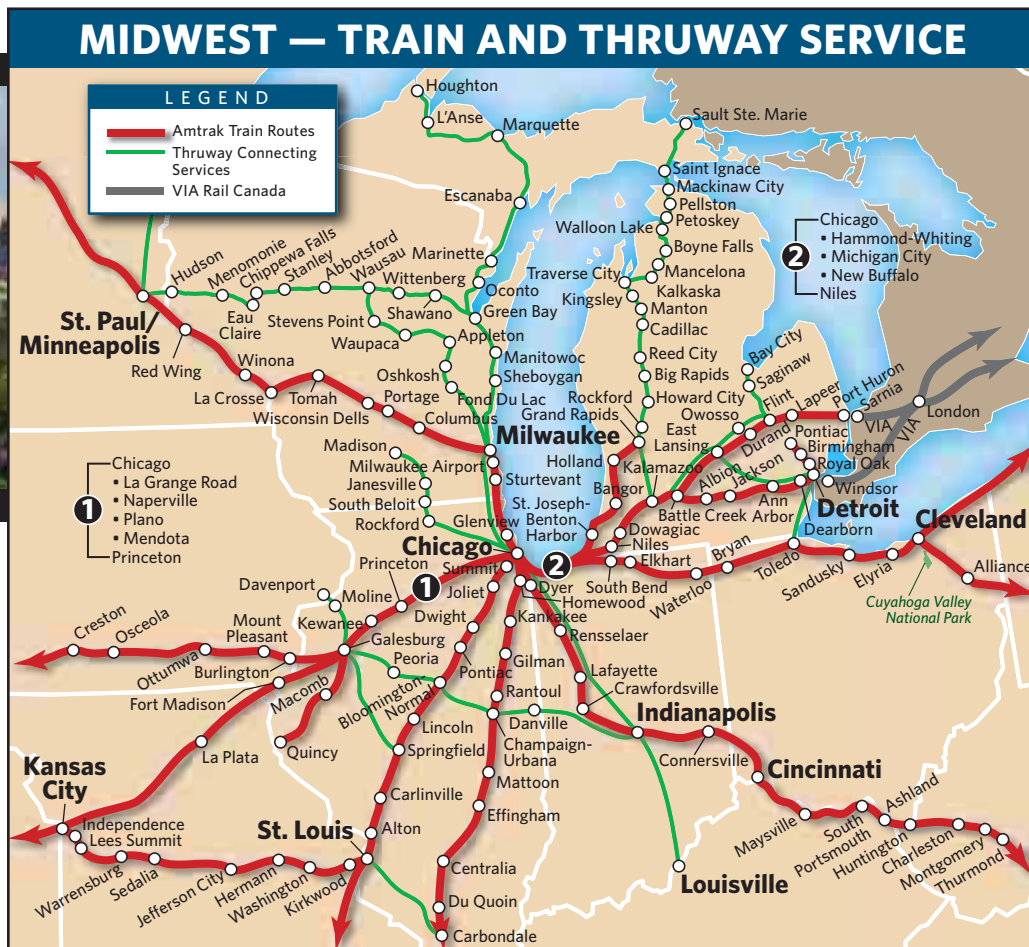 MIDWEST — TRAIN AND THRUWAY SERVICE
LEGEND
Amtrak Train Routes
Thruway Connecting
Services
VIA Rail Canada
Houghton
L'Anse
Marquette
Escanaba
Sault Ste. Marie
Saint Ignace
Mackinaw City
Pellston
Petoskey
Walloon Lake
Boyne Falls
Mancelona
Traverse City
Kalkaska
Kingsley
Manton
Cadillac
Reed City
Big Rapids
Howard City
Rockford
Grand Rapids
2
Chicago
▪ Hammond-Whiting
▪ Michigan City
▪ New Buffalo
Niles
Hudson
Menomonie
Chippewa Falls
Stanley
Abbotsford
Wausau
Wittenberg
Marinette
Oconto
Green Bay
Shawano
Eau
Claire
Stevens Point
Waupaca
Appleton
Oshkosh
Fond Du Lac
Manitowoc
Sheboygan
St. Paul/
Minneapolis
Red Wing
Winona
La Crosse
Tomah
Wisconsin Dells
Portage
Columbus
Milwaukee
Madison
Milwaukee Airport
Janesville
Sturtevant
South Beloit
Rockford
Glenview
Chicago
Bay City
Saginaw
Flint
Lapeer
Port Huron
Sarnia
VIA
VIA
London
Owosso
East
Lansing
Durand
Pontiac
Birmingham
Royal Oak
Windsor
Detroit
Dearborn
Holland
Kalamazoo
Albion
Jackson
Bangor
Battle Creek
Ann
Arbor
St. Joseph-
Benton
Harbor
Dowagiac
Niles
Elkhart
South Bend
Waterloo
Bryan
Toledo
Sandusky
Elyria
Cleveland
Alliance
Cuyahoga Valley
National Park
1
Chicago
▪ La Grange Road
▪ Naperville
▪ Plano
▪ Mendota
Princeton
1
2
Princeton
Summit
Joliet
Dyer
Homewood
Davenport
Moline
Kewanee
Dwight
Kankakee
Rensselaer
Creston
Osceola
Ottumwa
Mount
Pleasant
Burlington
Galesburg
Fort Madison
Macomb
Peoria
Pontiac
Gilman
Lafayette
Bloomington-
Normal
Rantoul
Crawfordsville
Lincoln
Danville
Indianapolis
Champaign-
Urbana
Connersville
Springfield
Quincy
La Plata
Mattoon
Cincinnati
Kansas
City
Carlinville
Effingham
Independence
Lees Summit
St. Louis
Alton
Maysville
South
Portsmouth
Ashland
Huntington
Charleston
Montgomery
Thurmond
Warrensburg
Sedalia
Jefferson City
Hermann
Washington
Kirkwood
Centralia
Louisville
Du Quoin
Carbondale